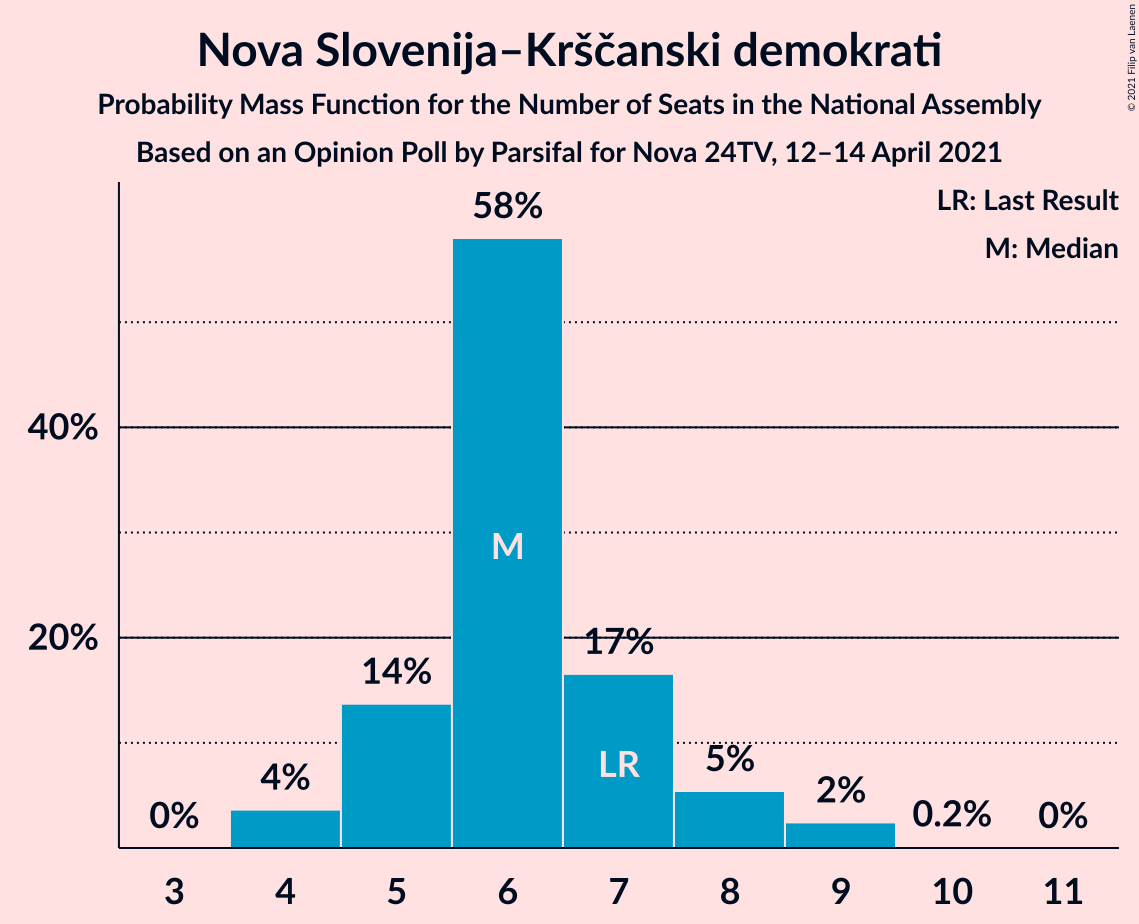 Nova Slovenija–Krščanski demokrati
Probability Mass Function for the Number of Seats in the National Assembly
Based on an Opinion Poll by Parsifal for Nova 24TV, 12–14 April 2021
© 2021 Filip van Laenen
LR: Last Result
M: Median
58%
40%
M
20%
17%
14%
LR
5%
4%
2%
0%
0.2%
0%
3 4 5 6 7 8 9 10 11